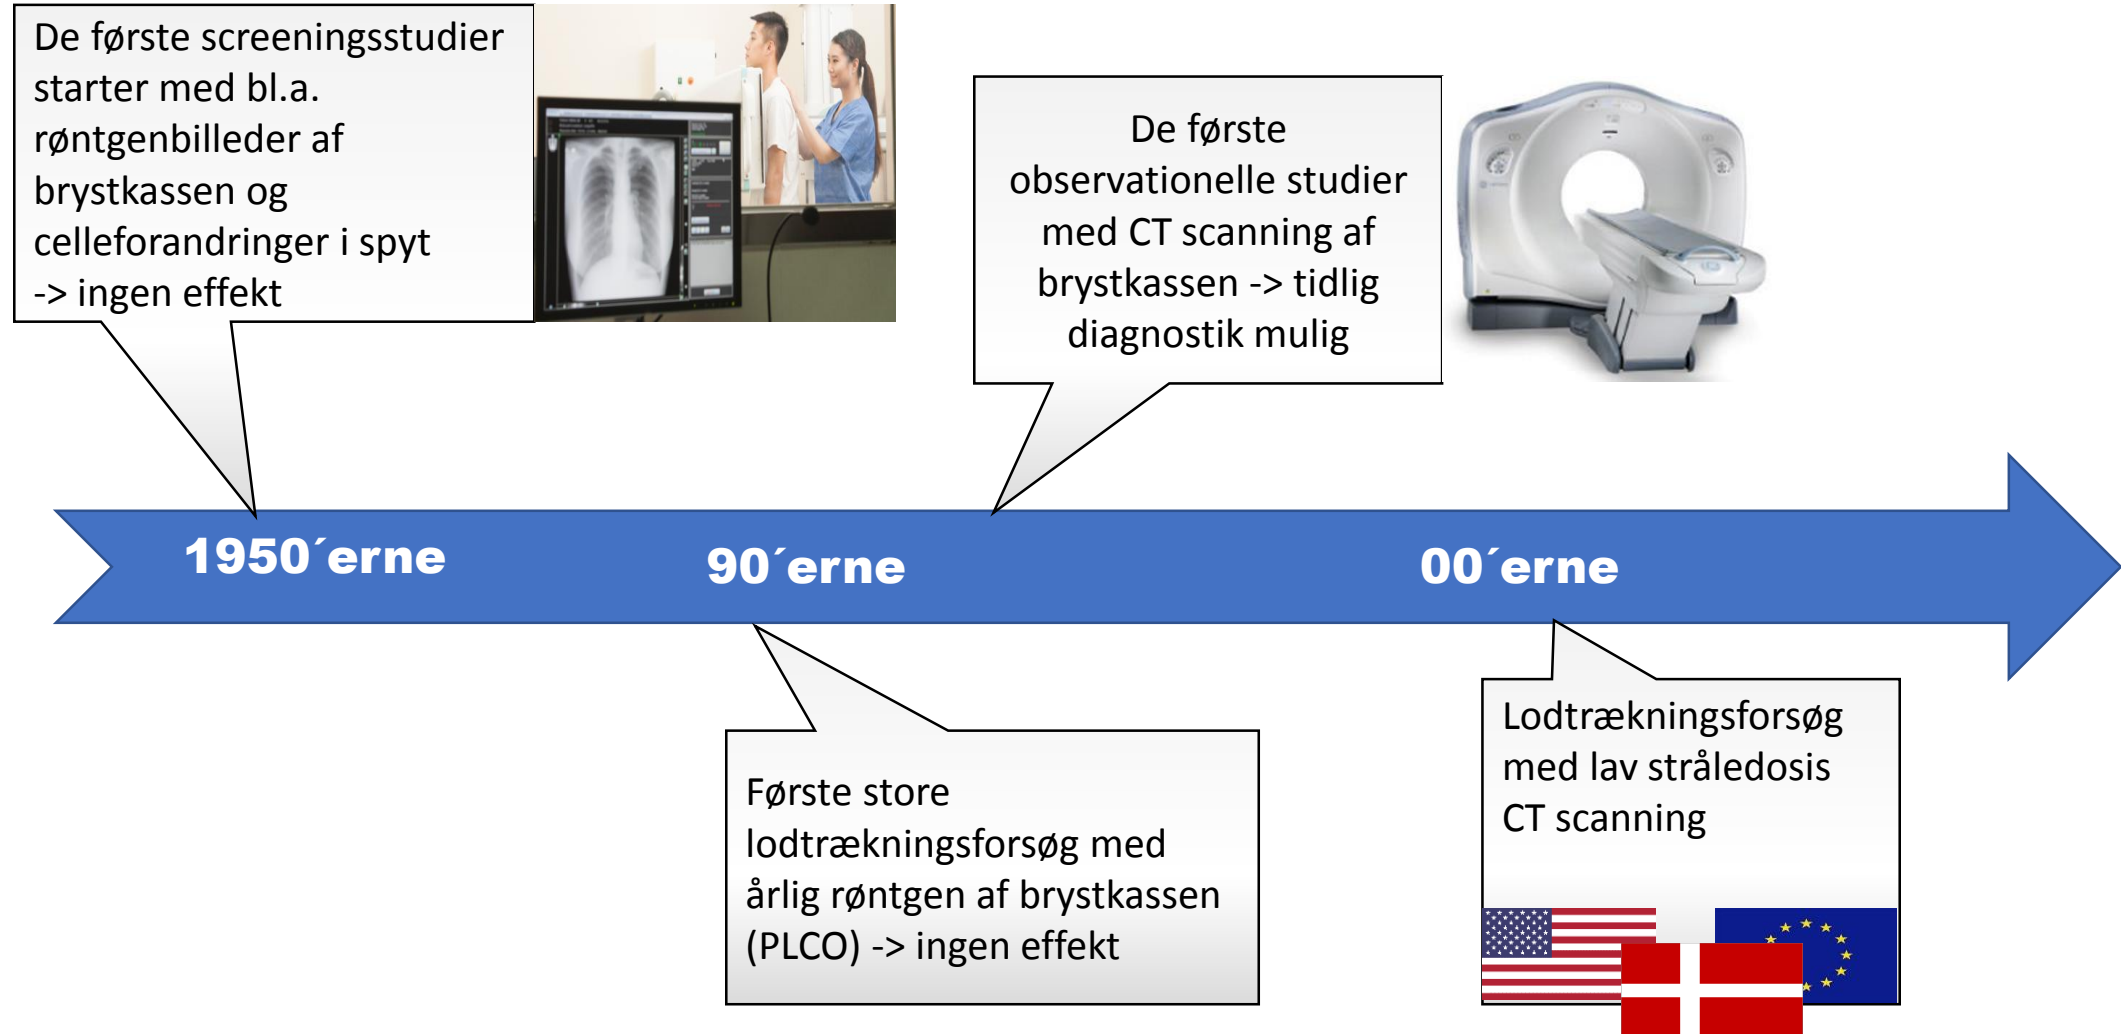 De første screeningsstudier
starter med bl.a.
røntgenbilleder af
brystkassen og
celleforandringer i spyt
-> ingen effekt
De første
observationelle studier
med CT scanning af
brystkassen -> tidlig
diagnostik mulig
1950´erne
90´erne
00´erne
Første store
lodtrækningsforsøg med
årlig røntgen af brystkassen
(PLCO) -> ingen effekt
Lodtrækningsforsøg
med lav stråledosis
CT scanning